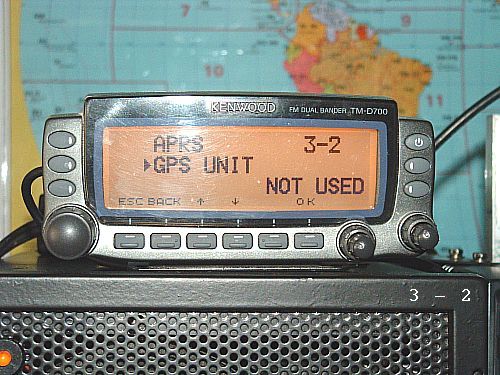 10
7
11
9
KENWOOD FM DUAL BANDER TM-D700
APRS 3-2
▸GPS UNIT
NOT USED
ESC BACK ↑ ↓ OK
3 – 2